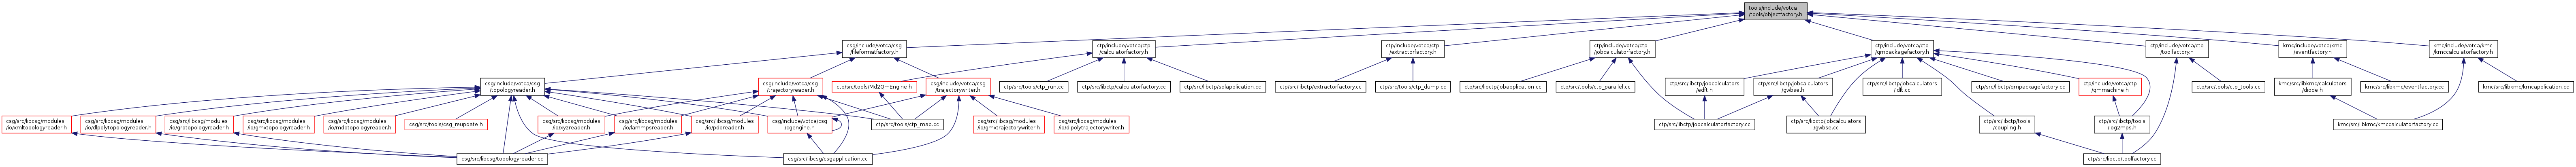 tools/include/votca
/tools/objectfactory.h
csg/include/votca/csg
/fileformatfactory.h
ctp/include/votca/ctp
/calculatorfactory.h
ctp/include/votca/ctp
/extractorfactory.h
ctp/include/votca/ctp
/jobcalculatorfactory.h
ctp/include/votca/ctp
/qmpackagefactory.h
ctp/include/votca/ctp
/toolfactory.h
kmc/include/votca/kmc
/eventfactory.h
kmc/include/votca/kmc
/kmccalculatorfactory.h
csg/include/votca/csg
/topologyreader.h
csg/include/votca/csg
/trajectoryreader.h
ctp/src/tools/Md2QmEngine.h
csg/include/votca/csg
/trajectorywriter.h
ctp/src/tools/ctp_run.cc
ctp/src/libctp/calculatorfactory.cc
ctp/src/libctp/sqlapplication.cc
ctp/src/libctp/extractorfactory.cc
ctp/src/tools/ctp_dump.cc
ctp/src/libctp/jobapplication.cc
ctp/src/tools/ctp_parallel.cc
ctp/src/libctp/jobcalculators
/edft.h
ctp/src/libctp/jobcalculators
/gwbse.h
ctp/src/libctp/jobcalculators
/dft.cc
ctp/src/libctp/qmpackagefactory.cc
ctp/include/votca/ctp
/qmmachine.h
ctp/src/tools/ctp_tools.cc
kmc/src/libkmc/calculators
/diode.h
kmc/src/libkmc/eventfactory.cc
kmc/src/libkmc/kmcapplication.cc
csg/src/libcsg/modules
/io/xmltopologyreader.h
csg/src/libcsg/modules
/io/dlpolytopologyreader.h
csg/src/libcsg/modules
/io/grotopologyreader.h
csg/src/libcsg/modules
/io/gmxtopologyreader.h
csg/src/libcsg/modules
/io/mdptopologyreader.h
csg/src/tools/csg_reupdate.h
csg/src/libcsg/modules
/io/xyzreader.h
csg/src/libcsg/modules
/io/lammpsreader.h
csg/src/libcsg/modules
/io/pdbreader.h
csg/include/votca/csg
/cgengine.h
ctp/src/tools/ctp_map.cc
csg/src/libcsg/modules
/io/gmxtrajectorywriter.h
csg/src/libcsg/modules
/io/dlpolytrajectorywriter.h
ctp/src/libctp/jobcalculatorfactory.cc
ctp/src/libctp/jobcalculators
/gwbse.cc
ctp/src/libctp/tools
/coupling.h
ctp/src/libctp/tools
/log2mps.h
kmc/src/libkmc/kmccalculatorfactory.cc
csg/src/libcsg/topologyreader.cc
csg/src/libcsg/csgapplication.cc
ctp/src/libctp/toolfactory.cc